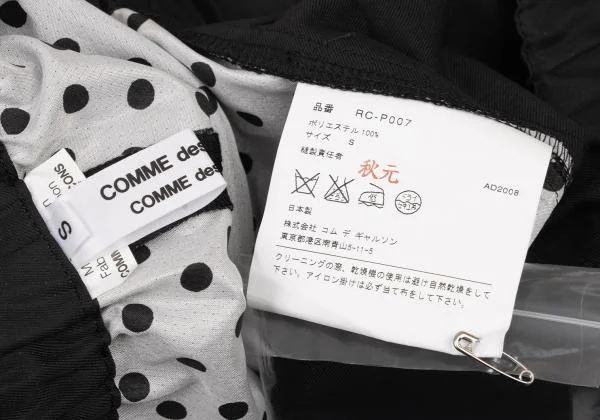 COMME des
COMME des
S
品番 RC-P007
ポリエステル 100%
サイズ S
縫製責任者
秋元
AD2008
日本製
株式会社 コム デ ギャルソン
東京都港区南青山5-11-5
クリーニングの際、乾燥機の使用は避け自然乾燥をして
下さい。アイロン掛けは必ず当て布をして下さい。